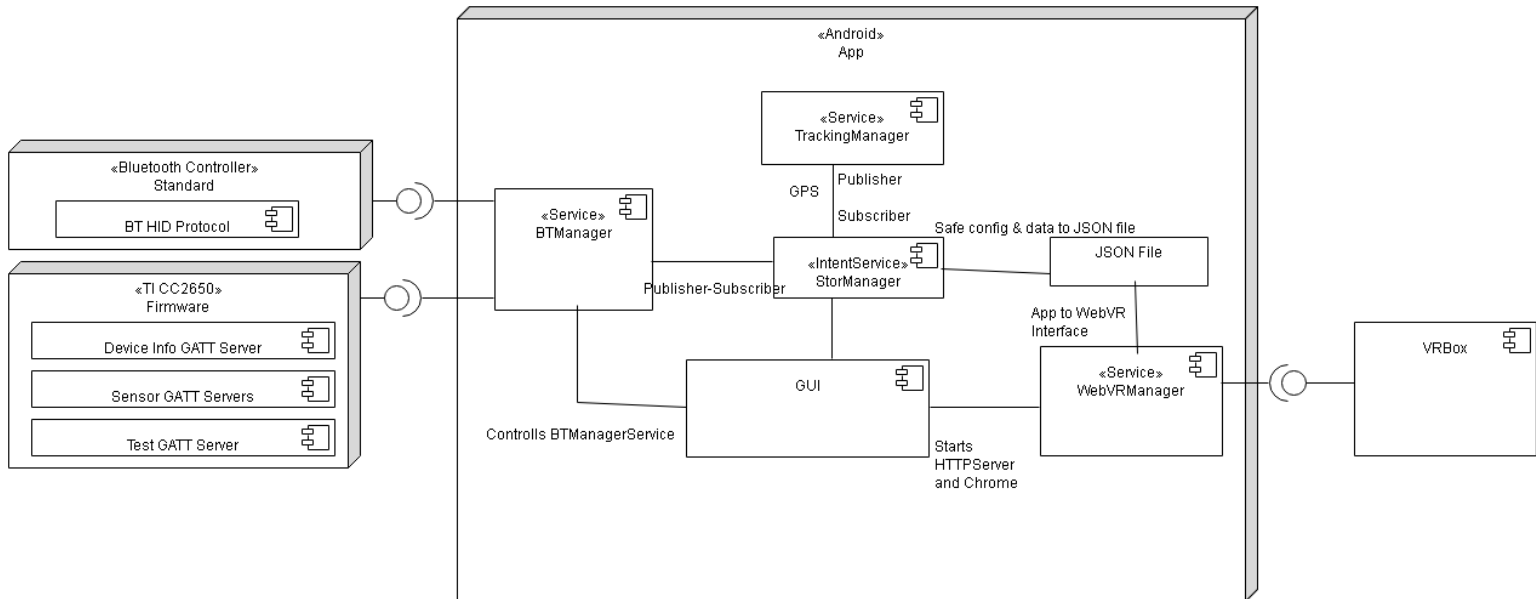 «Android»
App
«Service»
TrackingManager
«Bluetooth Controller»
Standard
BT HID Protocol
GPS
Publisher
Subscriber
«Service»
BTManager
Safe config & data to JSON file
«IntentService»
StorManager
JSON File
Publisher-Subscriber
«TI CC2650»
Firmware
Device Info GATT Server
Sensor GATT Servers
Test GATT Server
App to WebVR
Interface
«Service»
WebVRManager
VRBox
GUI
Controlls BTManagerService
Starts
HTTPServer
and Chrome